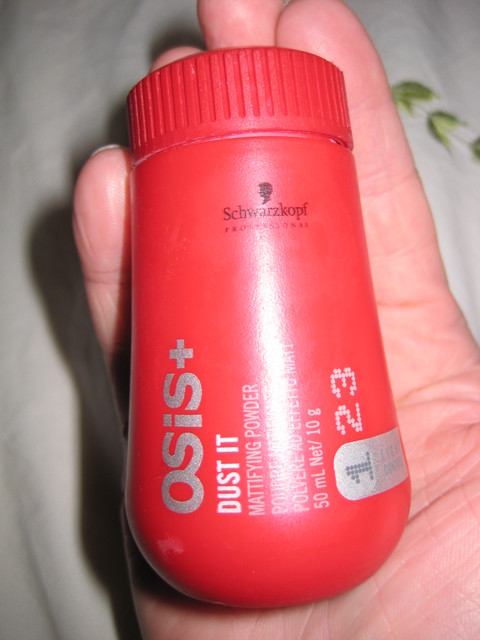 Schwarzkopf
PROFESSIONAL
OSiS+
DUST IT
MATTIFYING POWDER
POLVERE AD EFFETTO MATT
50 mL Net/ 10 g
1 2 3